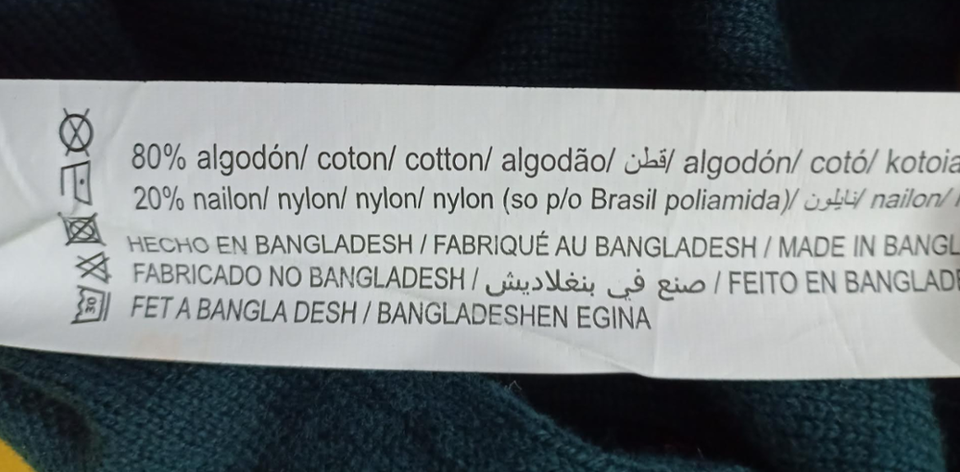 80% algodón/ coton/ cotton/ algodão/ قطن/ algodón/ cotó/ kotoia
20% nailon/ nylon/ nylon/ nylon (so p/o Brasil poliamida)/ نايلون/ nailon/
HECHO EN BANGLADESH / FABRIQUÉ AU BANGLADESH / MADE IN BANGL
FABRICADO NO BANGLADESH / صنع في بنغلاديش / FEITO EN BANGLADE
FET A BANGLA DESH / BANGLADESHEN EGINA
30